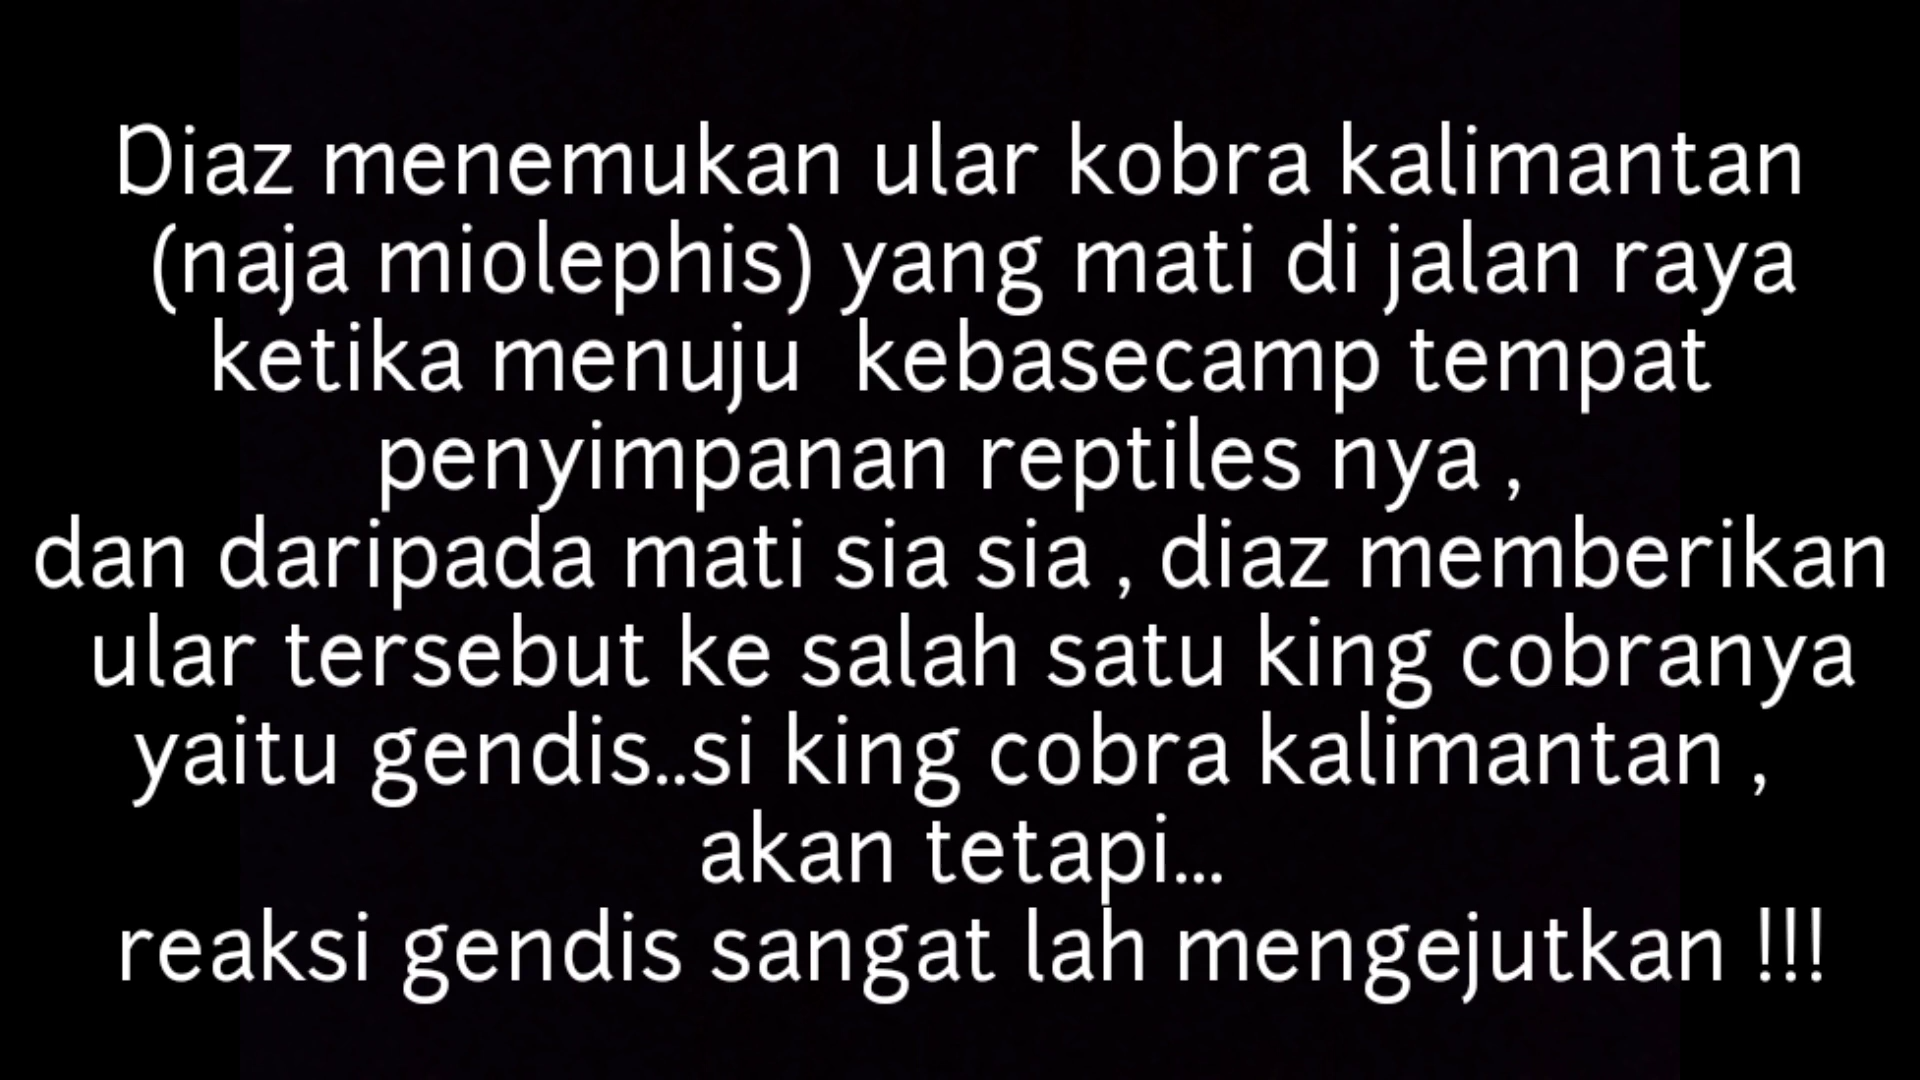 Diaz menemukan ular kobra kalimantan
(naja miolephis) yang mati di jalan raya
ketika menuju kebasecamp tempat
penyimpanan reptiles nya ,
dan daripada mati sia sia , diaz memberikan
ular tersebut ke salah satu king cobranya
yaitu gendis..si king cobra kalimantan ,
akan tetapi...
reaksi gendis sangat lah mengejutkan !!!